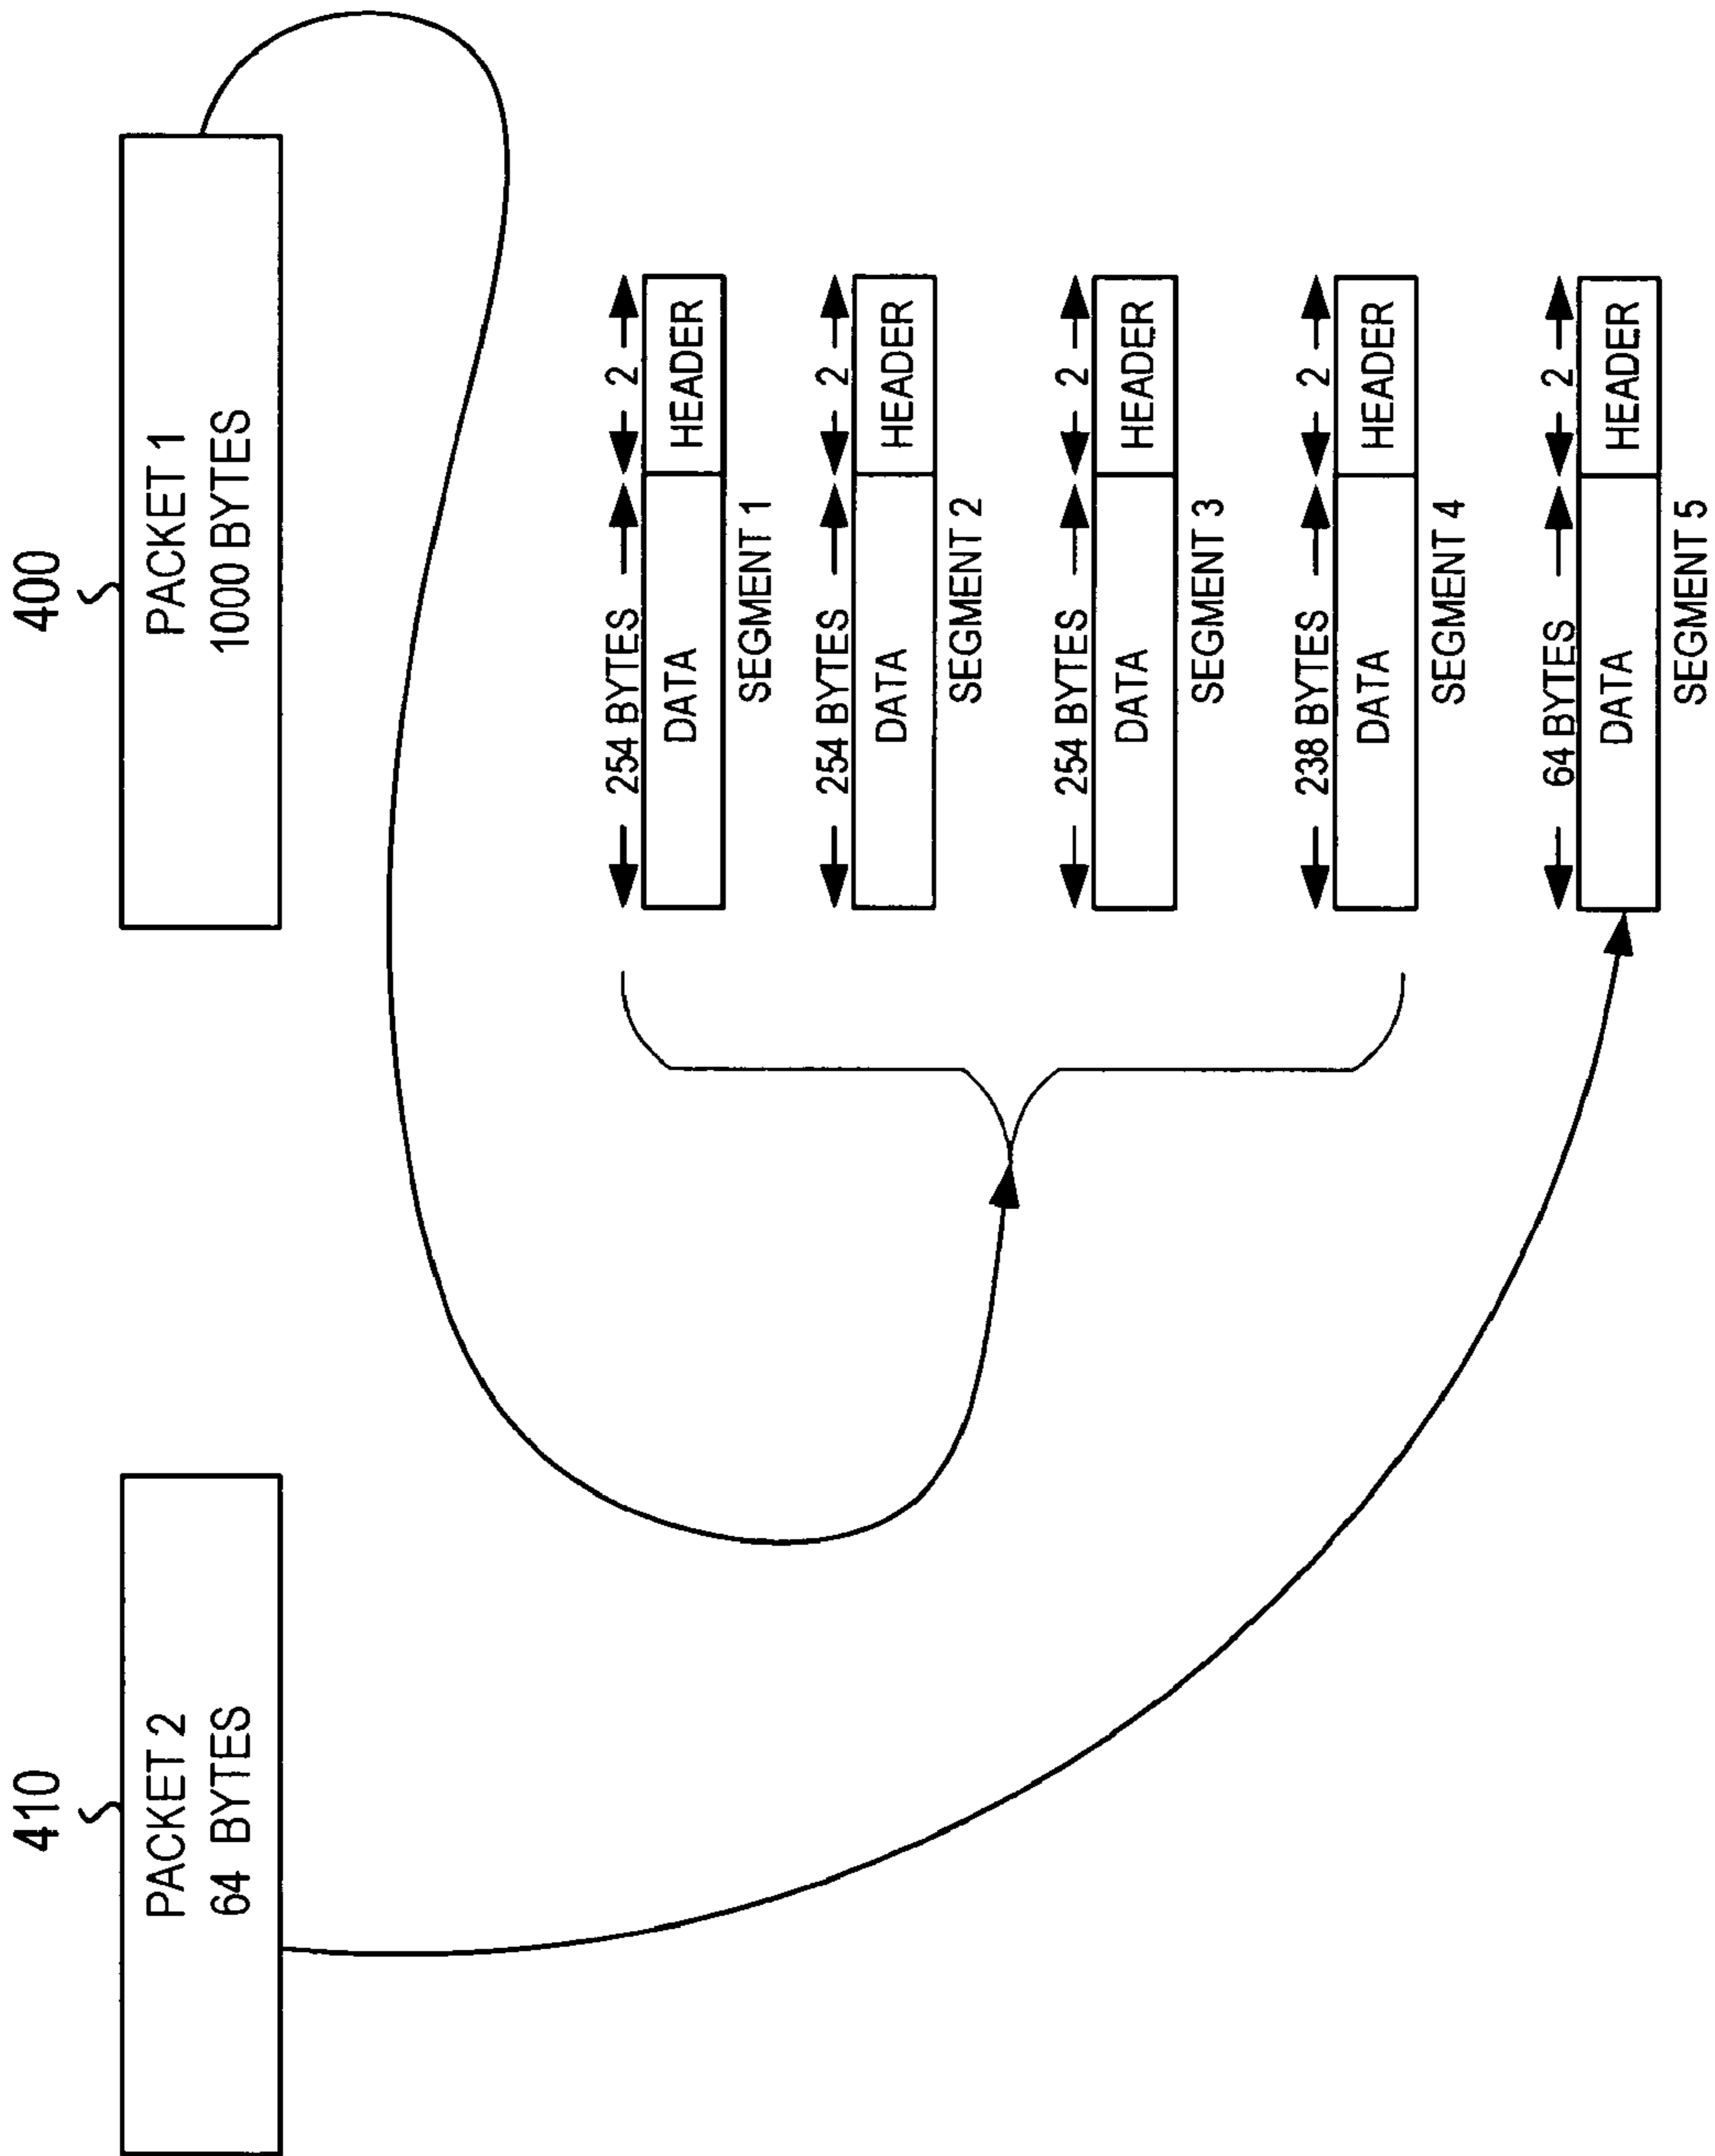 410
PACKET 2
64 BYTES
400
PACKET 1
1000 BYTES
254 BYTES 2
DATA HEADER
SEGMENT 1
254 BYTES 2
DATA HEADER
SEGMENT 2
254 BYTES 2
DATA HEADER
SEGMENT 3
238 BYTES 2
DATA HEADER
SEGMENT 4
64 BYTES 2
DATA HEADER
SEGMENT 5